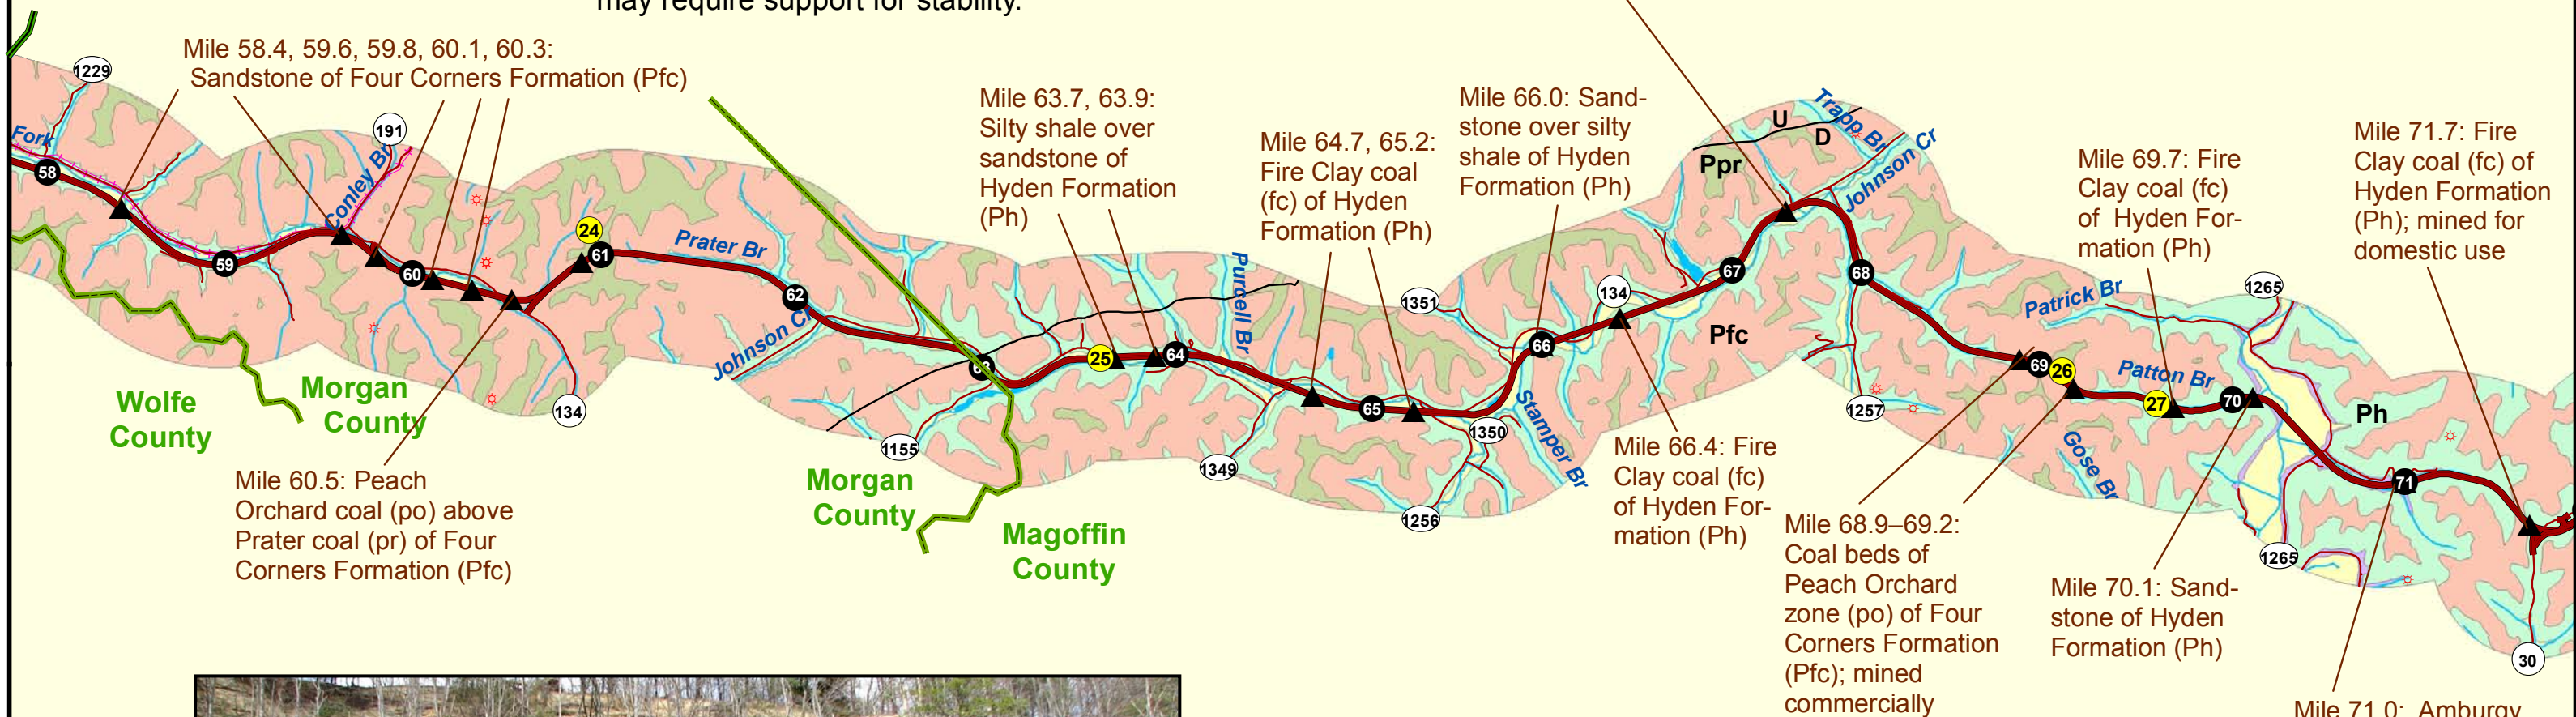 may require support for stability.
Mile 58.4, 59.6, 59.8, 60.1, 60.3:
Sandstone of Four Corners Formation (Pfc)
1229
191
Fork
58
Conley Br
59
60
24
61
Prater Br
62
Johnson Cr
134
Wolfe
County
Morgan
County
Mile 60.5: Peach
Orchard coal (po) above
Prater coal (pr) of Four
Corners Formation (Pfc)
Mile 63.7, 63.9:
Silty shale over
sandstone of
Hyden Formation
(Ph)
63
25
64
Purcell Br
1155
1349
Morgan
County
Magoffin
County
Mile 64.7, 65.2:
Fire Clay coal
(fc) of Hyden
Formation (Ph)
65
1351
1350
1256
Stamper Br
Mile 66.0: Sand-
stone over silty
shale of Hyden
Formation (Ph)
66
134
67
Ppr
U
D
Trapp Br
Johnson Cr
Pfc
68
1257
Mile 66.4: Fire
Clay coal (fc)
of Hyden For-
mation (Ph)
Mile 68.9–69.2:
Coal beds of
Peach Orchard
zone (po) of Four
Corners Formation
(Pfc); mined
commercially
Mile 69.7: Fire
Clay coal (fc)
of Hyden For-
mation (Ph)
Patrick Br
1265
69
26
Patton Br
27
70
Gose Br
Ph
1265
71
Mile 70.1: Sand-
stone of Hyden
Formation (Ph)
Mile 71.7: Fire
Clay coal (fc) of
Hyden Formation
(Ph); mined for
domestic use
30
Mile 71.0: Amburgy